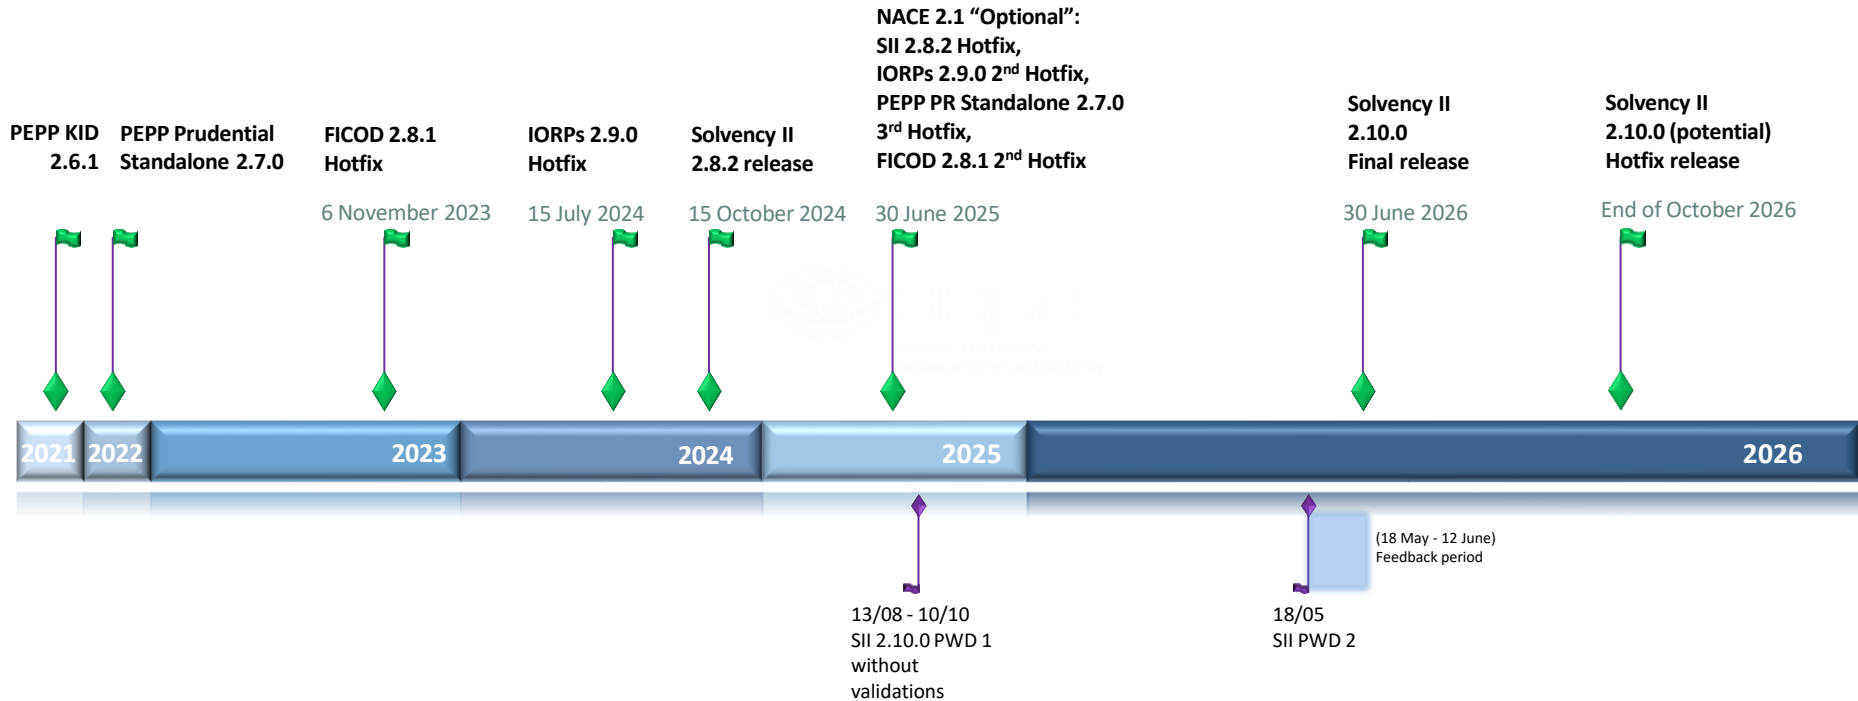 PEPP KID
2.6.1
PEPP Prudential
Standalone 2.7.0
FICOD 2.8.1
Hotfix
6 November 2023
IORPs 2.9.0
Hotfix
15 July 2024
Solvency II
2.8.2 release
15 October 2024
NACE 2.1 “Optional”:
SII 2.8.2 Hotfix,
IORPs 2.9.0 2nd Hotfix,
PEPP PR Standalone 2.7.0
3rd Hotfix,
FICOD 2.8.1 2nd Hotfix
30 June 2025
Solvency II
2.10.0
Final release
30 June 2026
Solvency II
2.10.0 (potential)
Hotfix release
End of October 2026
2021
2022
2023
2024
2025
2026
13/08 - 10/10
SII 2.10.0 PWD 1
without
validations
18/05
SII PWD 2
(18 May - 12 June)
Feedback period